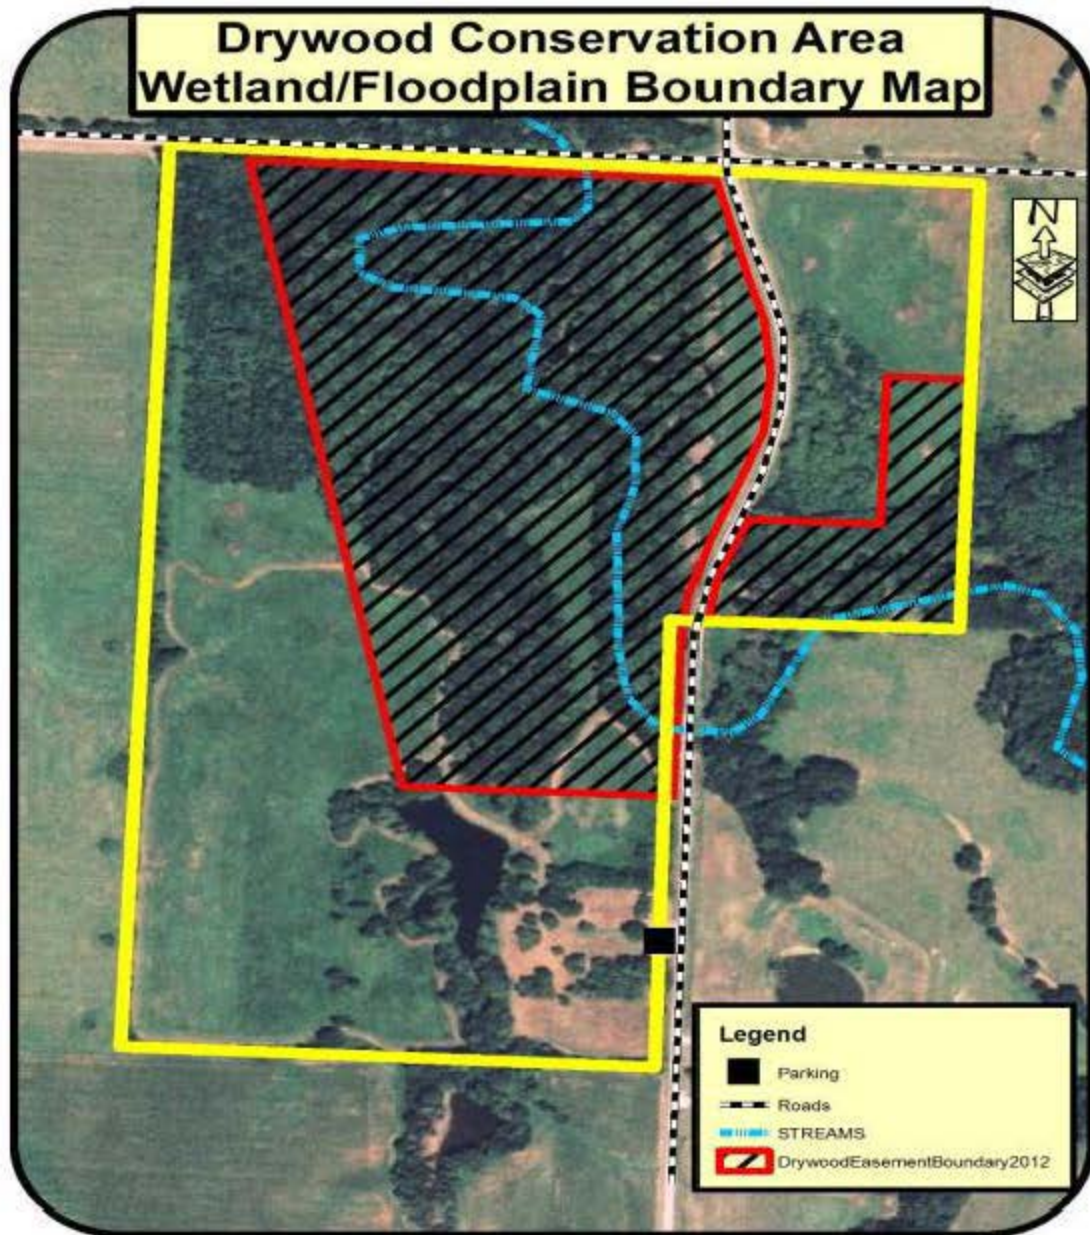 Drywood Conservation Area
Wetland/Floodplain Boundary Map
N
Legend
Parking
Roads
STREAMS
DrywoodEasementBoundary2012